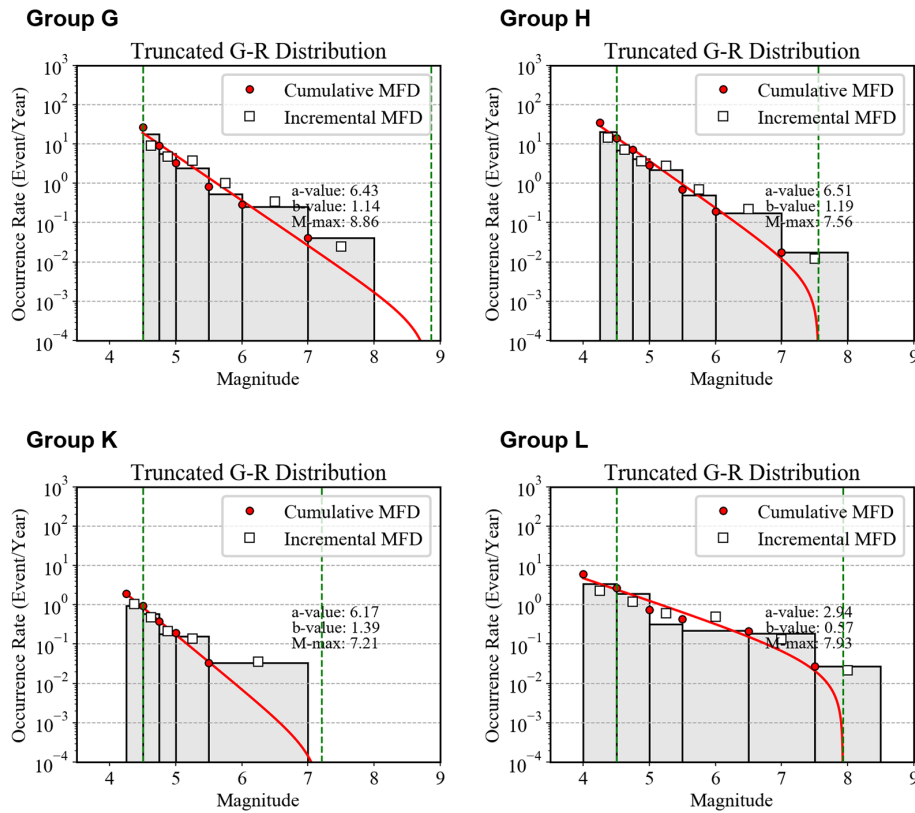 Group G
Truncated G-R Distribution
Occurrence Rate (Event/Year)
10³
10²
10¹
10⁰
10⁻¹
10⁻²
10⁻³
10⁻⁴
Cumulative MFD
Incremental MFD
a-value: 6.43
b-value: 1.14
M-max: 8.86
4 5 6 7 8 9
Magnitude
Group H
Truncated G-R Distribution
Occurrence Rate (Event/Year)
10³
10²
10¹
10⁰
10⁻¹
10⁻²
10⁻³
10⁻⁴
Cumulative MFD
Incremental MFD
a-value: 6.51
b-value: 1.19
M-max: 7.56
4 5 6 7 8 9
Magnitude
Group K
Truncated G-R Distribution
Occurrence Rate (Event/Year)
10³
10²
10¹
10⁰
10⁻¹
10⁻²
10⁻³
10⁻⁴
Cumulative MFD
Incremental MFD
a-value: 6.17
b-value: 1.39
M-max: 7.21
4 5 6 7 8 9
Magnitude
Group L
Truncated G-R Distribution
Occurrence Rate (Event/Year)
10³
10²
10¹
10⁰
10⁻¹
10⁻²
10⁻³
10⁻⁴
Cumulative MFD
Incremental MFD
a-value: 2.94
b-value: 0.57
M-max: 7.93
4 5 6 7 8 9
Magnitude